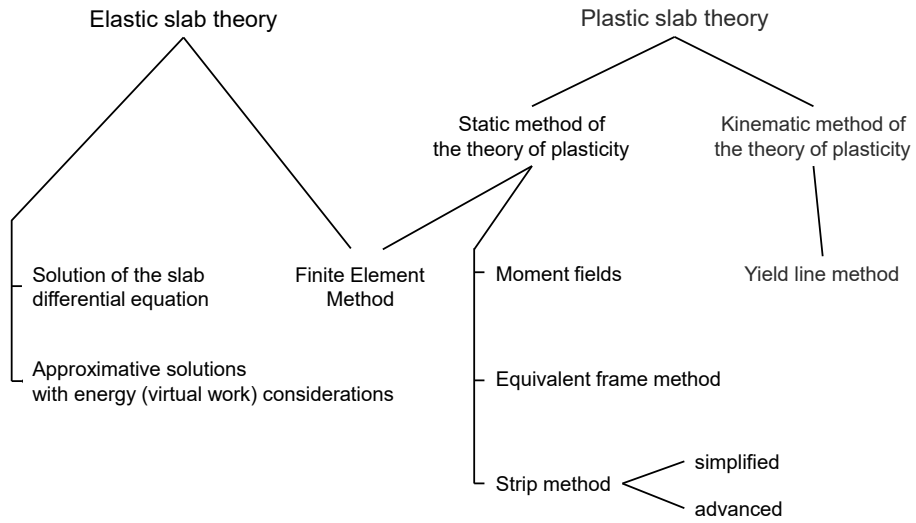 Elastic slab theory
Plastic slab theory
Static method of
the theory of plasticity
Kinematic method of
the theory of plasticity
Solution of the slab
differential equation
Finite Element
Method
Moment fields
Yield line method
Approximative solutions
with energy (virtual work) considerations
Equivalent frame method
Strip method
simplified
advanced